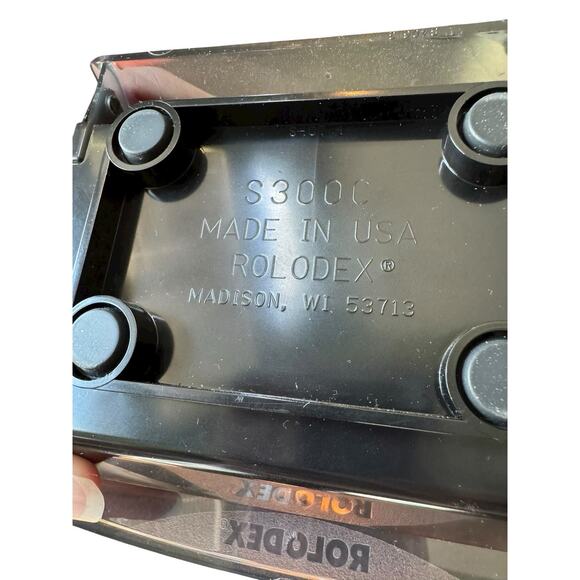 S300C
MADE IN USA
ROLODEX®
MADISON, WI 53713
ROLODEX
ROLODEX®